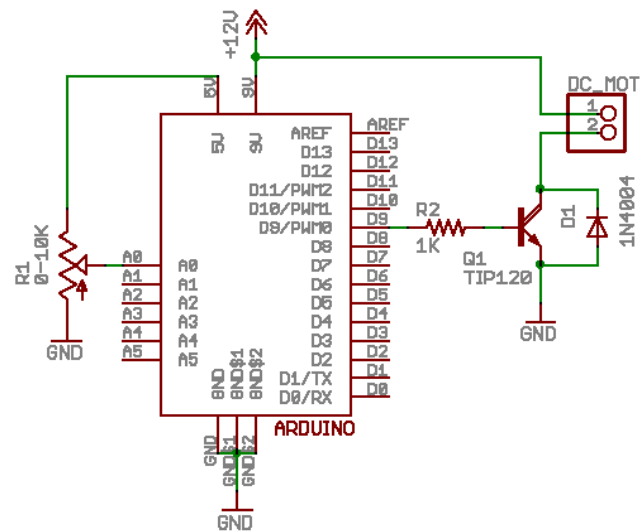 +12V
5V
9V
DC_MOT
1
2
5V
9V
AREF
AREF
D13
D13
D12
D12
D11/PWM2
D11
D10/PWM1
D10
D9/PWM0
D9
D8
D8
D7
D7
D6
D6
D5
D5
D4
D4
D3
D3
D2
D2
D1/TX
D1
D0/RX
D0
R2
1K
Q1
TIP120
D1
1N4004
GND
R1
0-10K
GND
A0
A0
A1
A1
A2
A2
A3
A3
A4
A4
A5
A5
GND
GND$1
GND$2
ARDUINO
GND
GND$1
GND$2
GND